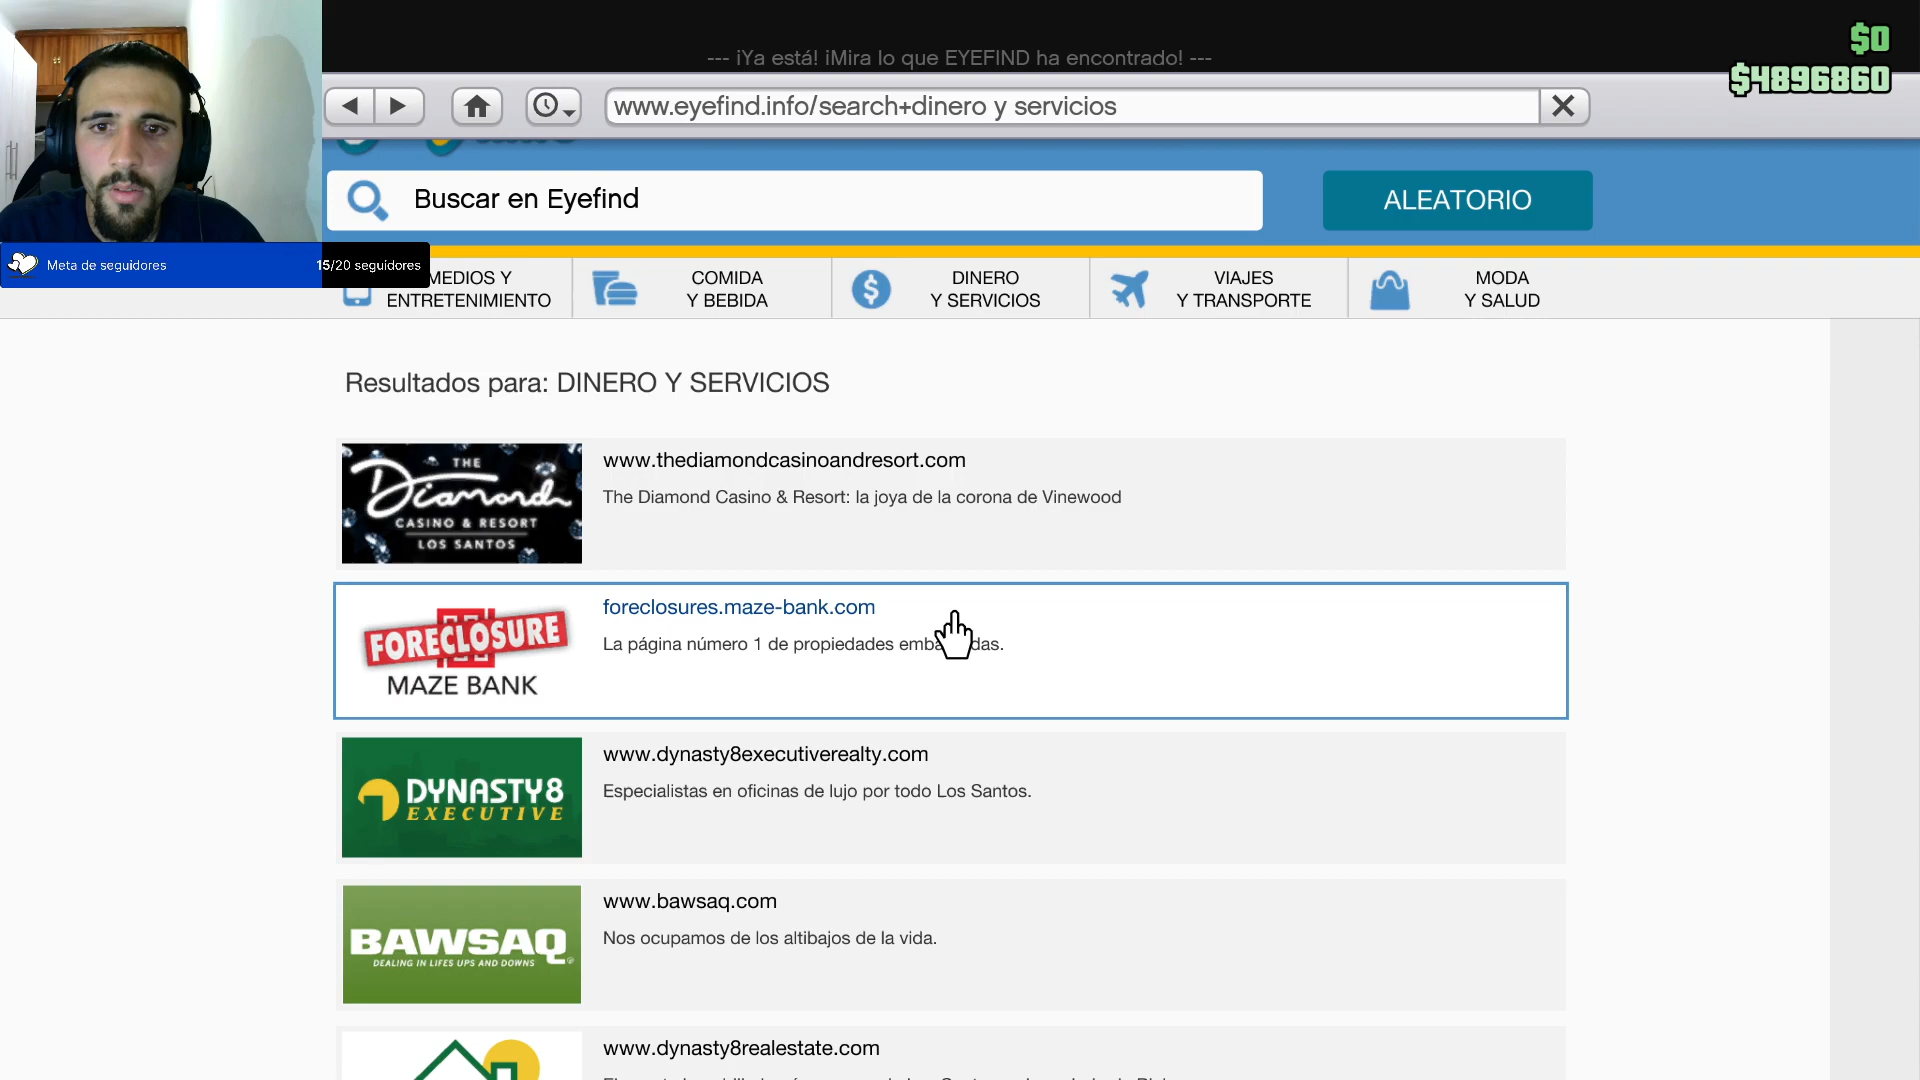 --- ¡Ya está! ¡Mira lo que EYEFIND ha encontrado! ---
$0
$4896860
www.eyefind.info/search+dinero y servicios
Buscar en Eyefind
ALEATORIO
Meta de seguidores
15/20 seguidores
MEDIOS Y
ENTRETENIMIENTO
COMIDA
Y BEBIDA
DINERO
Y SERVICIOS
VIAJES
Y TRANSPORTE
MODA
Y SALUD
Resultados para: DINERO Y SERVICIOS
THE
Diamond
CASINO & RESORT
LOS SANTOS
www.thediamondcasinoandresort.com
The Diamond Casino & Resort: la joya de la corona de Vinewood
FORECLOSURE
MAZE BANK
foreclosures.maze-bank.com
La página número 1 de propiedades
DYNASTY8
EXECUTIVE
www.dynasty8executiverealty.com
Especialistas en oficinas de lujo por todo Los Santos.
BAWSAQ
DEALING IN LIFES UPS AND DOWNS
www.bawsaq.com
Nos ocupamos de los altibajos de la vida.
www.dynasty8realestate.com